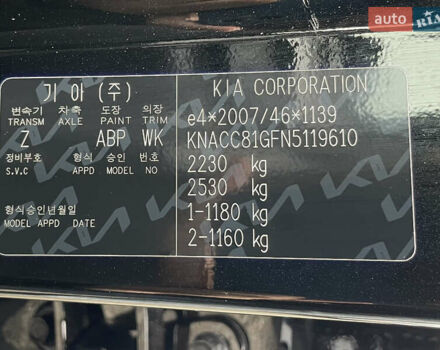 auto
RIA
기아 (주)
변속기 차축 도장 의장
TRANSM AXLE PAINT TRIM
Z ABP WK
정비부호 형식 승인 번호
S.V.C APPD NO
형식승인년월일
MODEL APPD DATE
KIA CORPORATION
e4*2007/46*1139
KNACC81GFN5119610
2230 kg
2530 kg
1-1180 kg
2-1160 kg